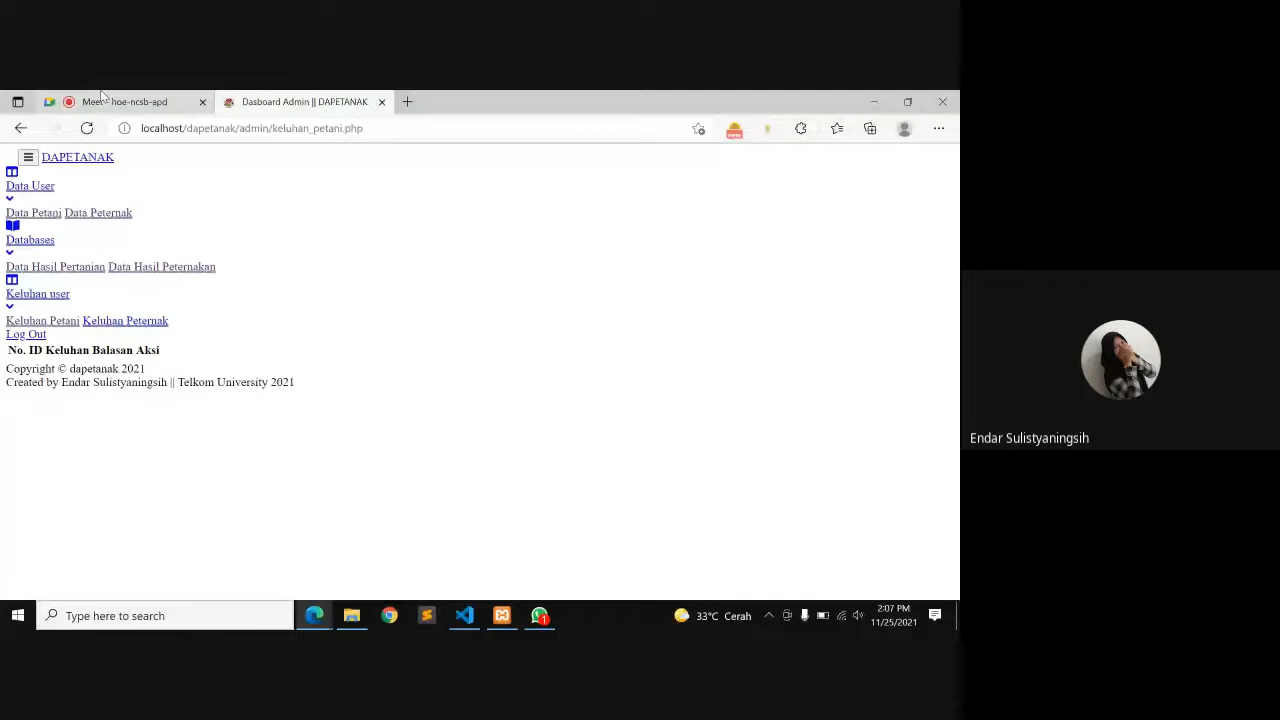 Meet - hoe-ncsb-apd
Dasboard Admin || DAPETANAK
localhost/dapetanak/admin/keluhan_petani.php
DAPETANAK
Data User
Data Petani Data Peternak
Databases
Data Hasil Pertanian Data Hasil Peternakan
Keluhan user
Keluhan Petani Keluhan Peternak
Log Out
No. ID Keluhan Balasan Aksi
Copyright © dapetanak 2021
Created by Endar Sulistyaningsih || Telkom University 2021
Endar Sulistyaningsih
Type here to search
1
33°C Cerah
2:07 PM
11/25/2021